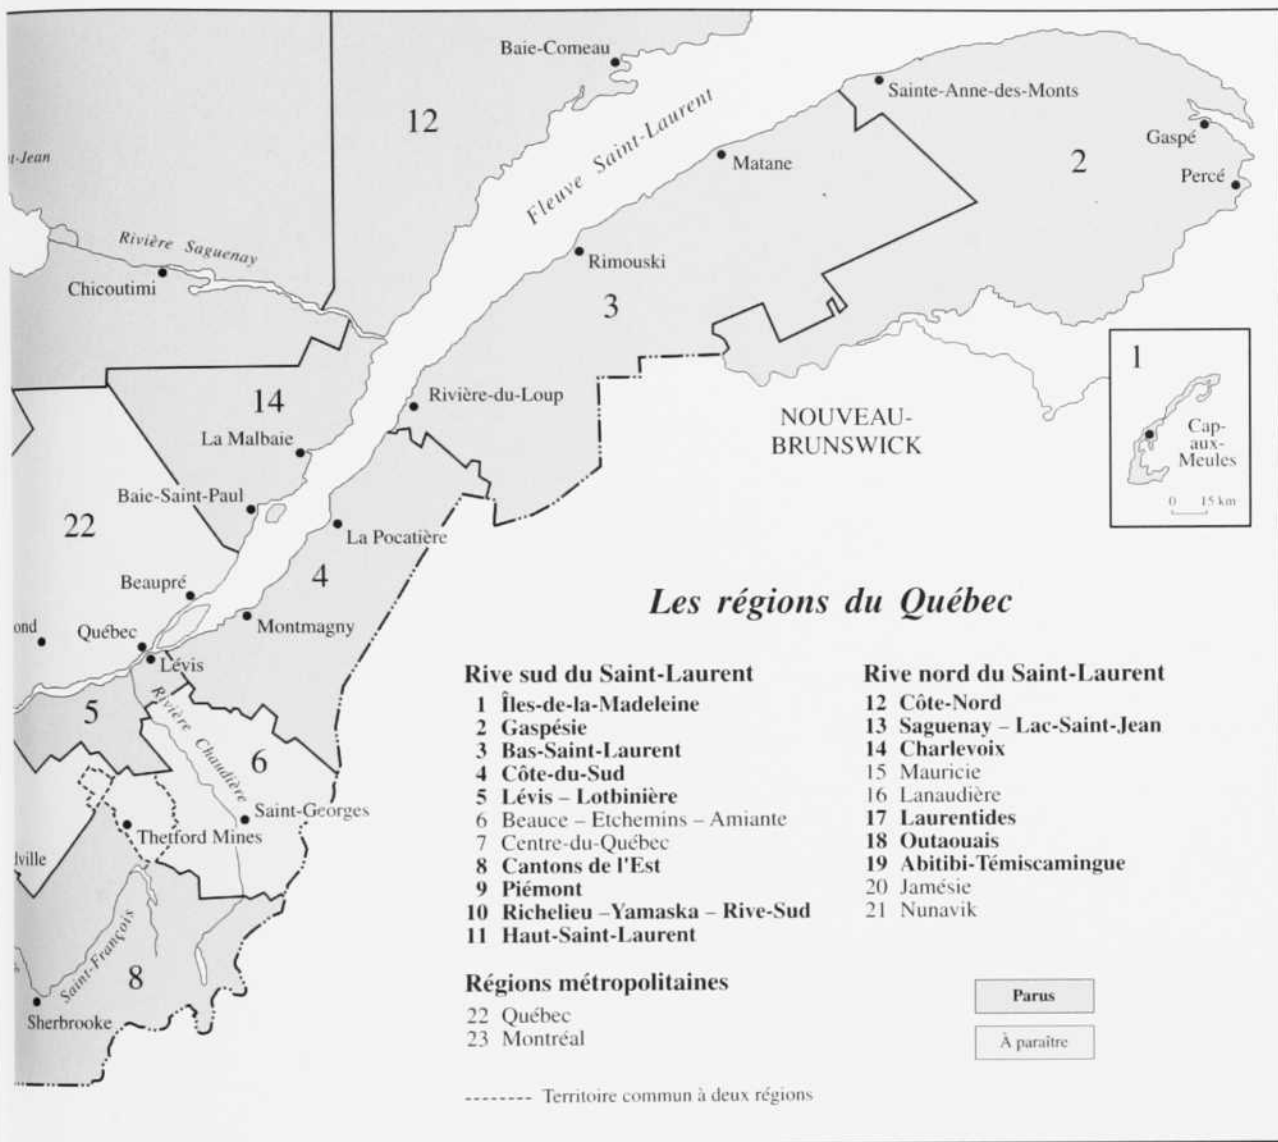 Baie-Comeau
12
Sainte-Anne-des-Monts
Fleuve Saint-Laurent
Gaspé
2
Matane
Percé
t-Jean
Rivière Saguenay
Rimouski
Chicoutimi
3
1
Cap-
aux-
Meules
0 15 km
14
Rivière-du-Loup
NOUVEAU-
BRUNSWICK
La Malbaie
Baie-Saint-Paul
22
La Pocatière
4
Beaupré
Montmagny
ond
Québec
Lévis
5
Rivière Chaudière
6
Saint-Georges
Thetford Mines
lville
Saint-François
8
Sherbrooke
Les régions du Québec
Rive sud du Saint-Laurent
1 Îles-de-la-Madeleine
2 Gaspésie
3 Bas-Saint-Laurent
4 Côte-du-Sud
5 Lévis – Lotbinière
6 Beauce – Etchemins – Amiante
7 Centre-du-Québec
8 Cantons de l'Est
9 Piémont
10 Richelieu –Yamaska – Rive-Sud
11 Haut-Saint-Laurent
Régions métropolitaines
22 Québec
23 Montréal
Rive nord du Saint-Laurent
12 Côte-Nord
13 Saguenay – Lac-Saint-Jean
14 Charlevoix
15 Mauricie
16 Lanaudière
17 Laurentides
18 Outaouais
19 Abitibi-Témiscamingue
20 Jamésie
21 Nunavik
Parus
À paraître
Territoire commun à deux régions